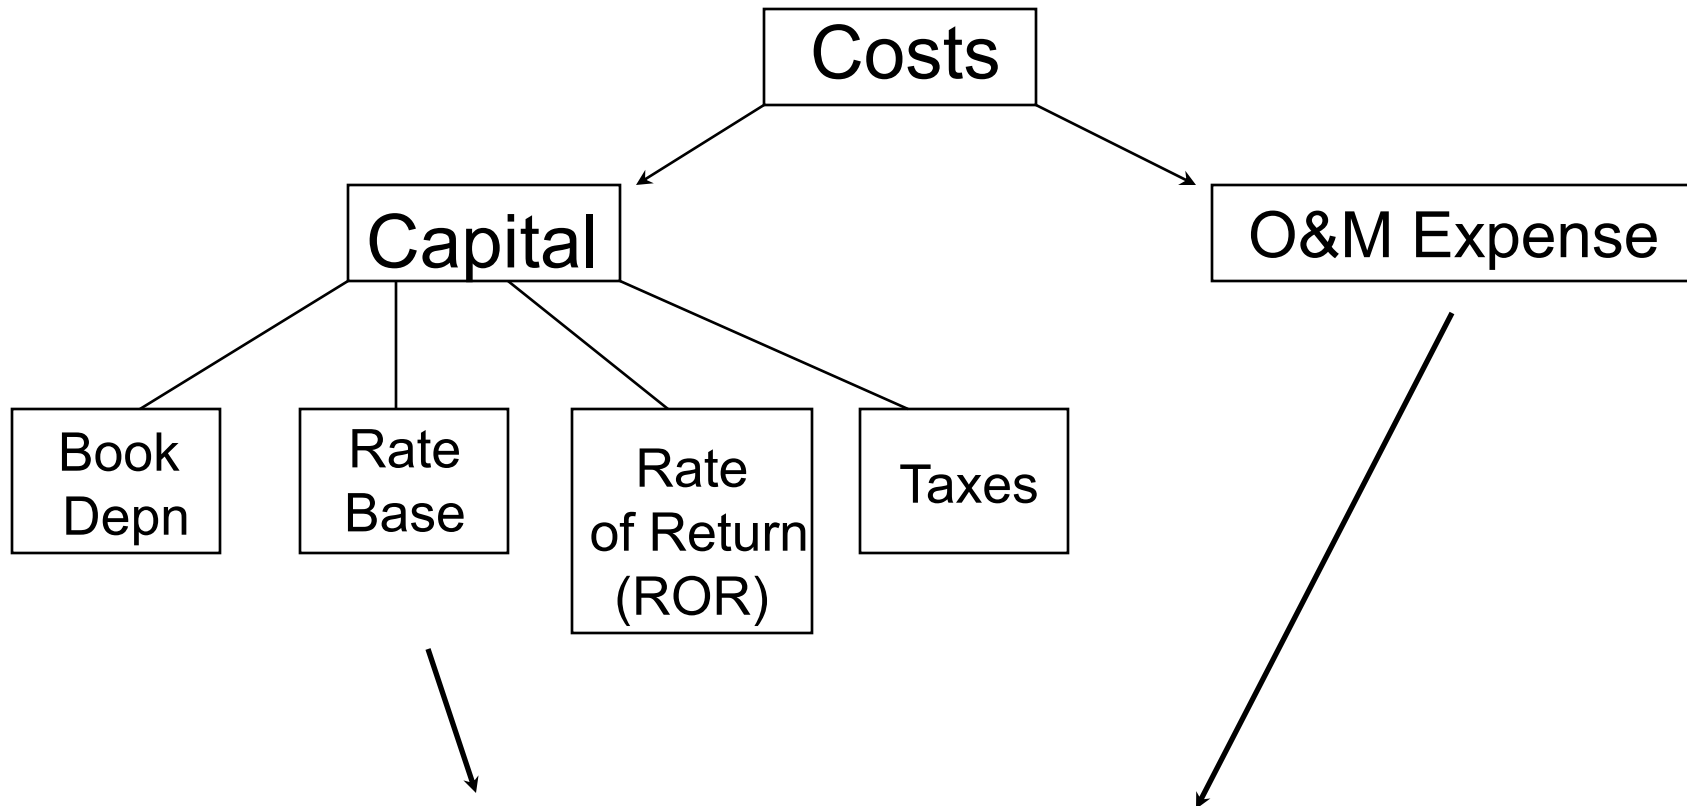 Costs
Capital
O&M Expense
Book
Depn
Rate
Base
Rate
of Return
(ROR)
Taxes